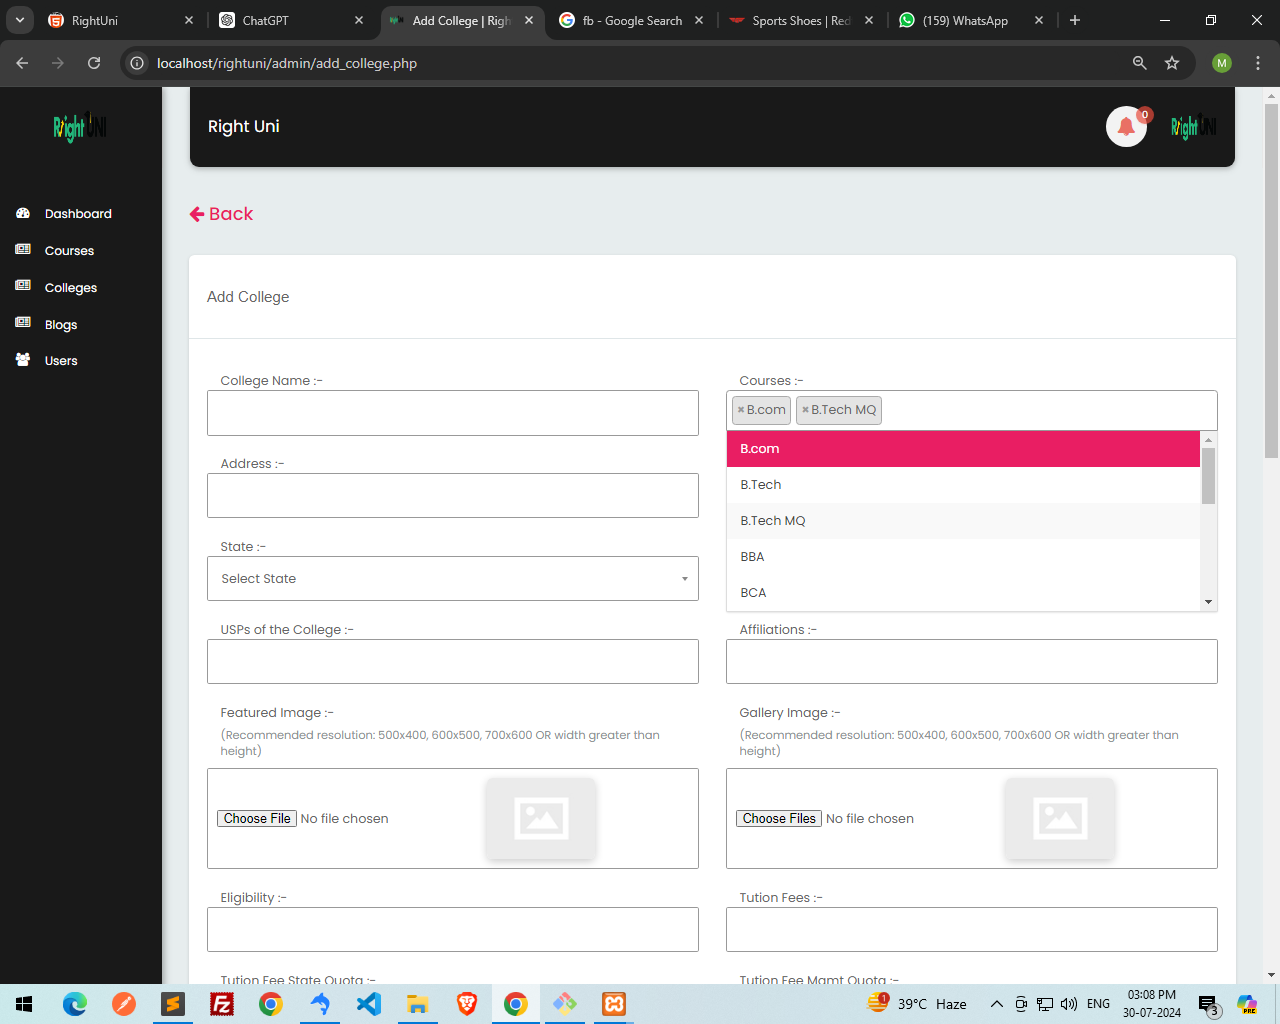 RightUni
ChatGPT
Add College | Righ
fb - Google Search
Sports Shoes | Red
(159) WhatsApp
localhost/rightuni/admin/add_college.php
M
Right UNI
Right Uni
0
Right UNI
Dashboard
Courses
Colleges
Blogs
Users
Back
Add College
College Name :-
Courses :-
×B.com
×B.Tech MQ
B.com
B.Tech
B.Tech MQ
BBA
BCA
Address :-
State :-
Select State
USPs of the College :-
Affiliations :-
Featured Image :-
(Recommended resolution: 500x400, 600x500, 700x600 OR width greater than
height)
Choose File No file chosen
Gallery Image :-
(Recommended resolution: 500x400, 600x500, 700x600 OR width greater than
height)
Choose Files No file chosen
Eligibility :-
Tution Fees :-
Tution Fee State Quota :-
Tution Fee Mgmt Quota :-
1
39°C Haze
ENG
03:08 PM
30-07-2024
3
PRE